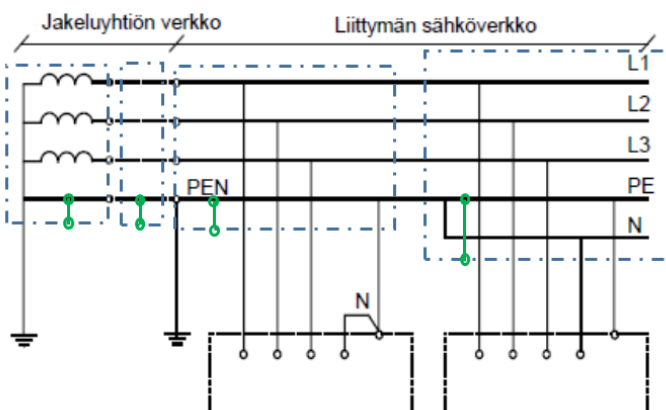 Jakeluyhtiön verkko
Liittymän sähköverkko
L1
L2
L3
PEN
PE
N
N